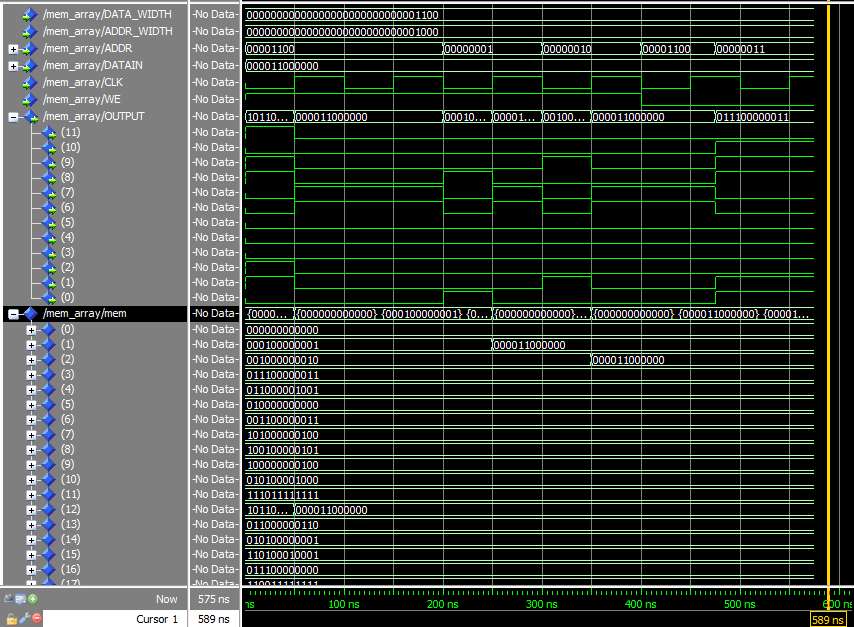 /mem_array/DATA_WIDTH -No Data- 00000000000000000000000000001100
/mem_array/ADDR_WIDTH -No Data- 00000000000000000000000000001000
/mem_array/ADDR -No Data- 00001100 00000001 00000010 00001100 00000011
/mem_array/DATAIN -No Data- 000011000000
/mem_array/CLK -No Data-
/mem_array/WE -No Data-
/mem_array/OUTPUT -No Data- 10110... 000011000000 00010... 00001... 00100... 000011000000 011100000011
(11) -No Data-
(10) -No Data-
(9) -No Data-
(8) -No Data-
(7) -No Data-
(6) -No Data-
(5) -No Data-
(4) -No Data-
(3) -No Data-
(2) -No Data-
(1) -No Data-
(0) -No Data-
/mem_array/mem -No Data- {0000... {000000000000} {000100000001} {0... {000000000000}... {000000000000} {000011000000} {00001...
(0) -No Data- 000000000000
(1) -No Data- 000100000001 000011000000
(2) -No Data- 001000000010 000011000000
(3) -No Data- 011100000011
(4) -No Data- 011000001001
(5) -No Data- 010000000000
(6) -No Data- 001100000011
(7) -No Data- 101000000100
(8) -No Data- 100100000101
(9) -No Data- 100000000100
(10) -No Data- 010100001000
(11) -No Data- 111011111111
(12) -No Data- 10110... 000011000000
(13) -No Data- 011000000110
(14) -No Data- 010100000001
(15) -No Data- 110100010001
(16) -No Data- 011100000000
(17) -No Data- 110011111111
Now 575 ns ns 100 ns 200 ns 300 ns 400 ns 500 ns 600 ns
Cursor 1 589 ns 589 ns